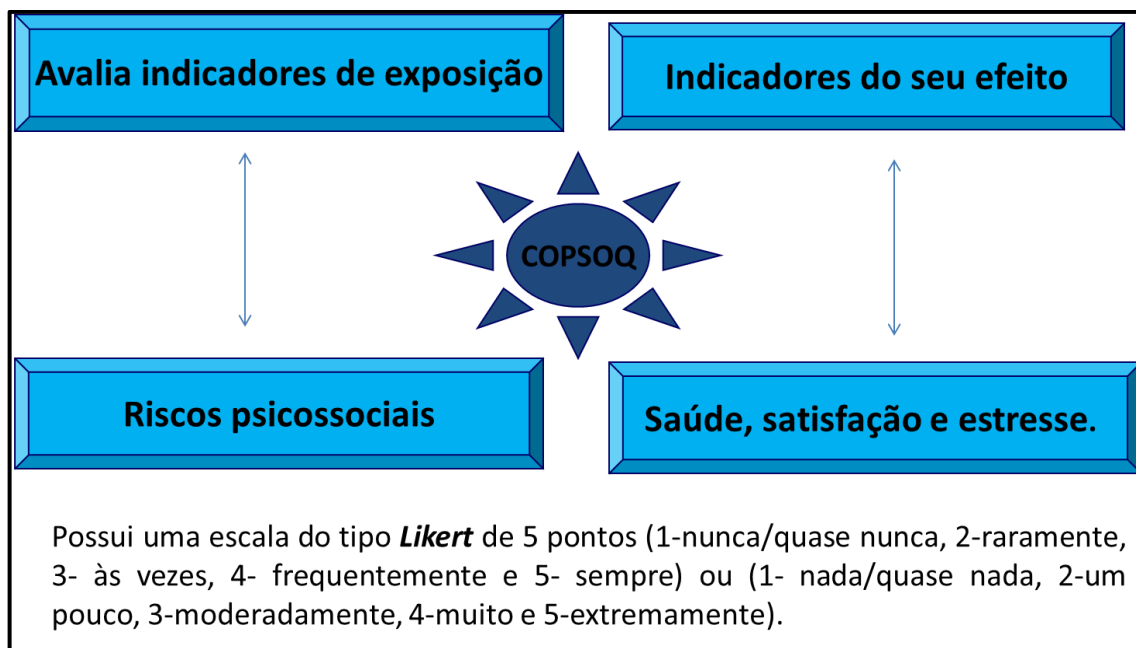 Avalia indicadores de exposição
Indicadores do seu efeito
COPSOQ
Riscos psicossociais
Saúde, satisfação e estresse.
Possui uma escala do tipo Likert de 5 pontos (1-nunca/quase nunca, 2-raramente,
3- às vezes, 4- frequentemente e 5- sempre) ou (1- nada/quase nada, 2-um
pouco, 3-moderadamente, 4-muito e 5-extremamente).